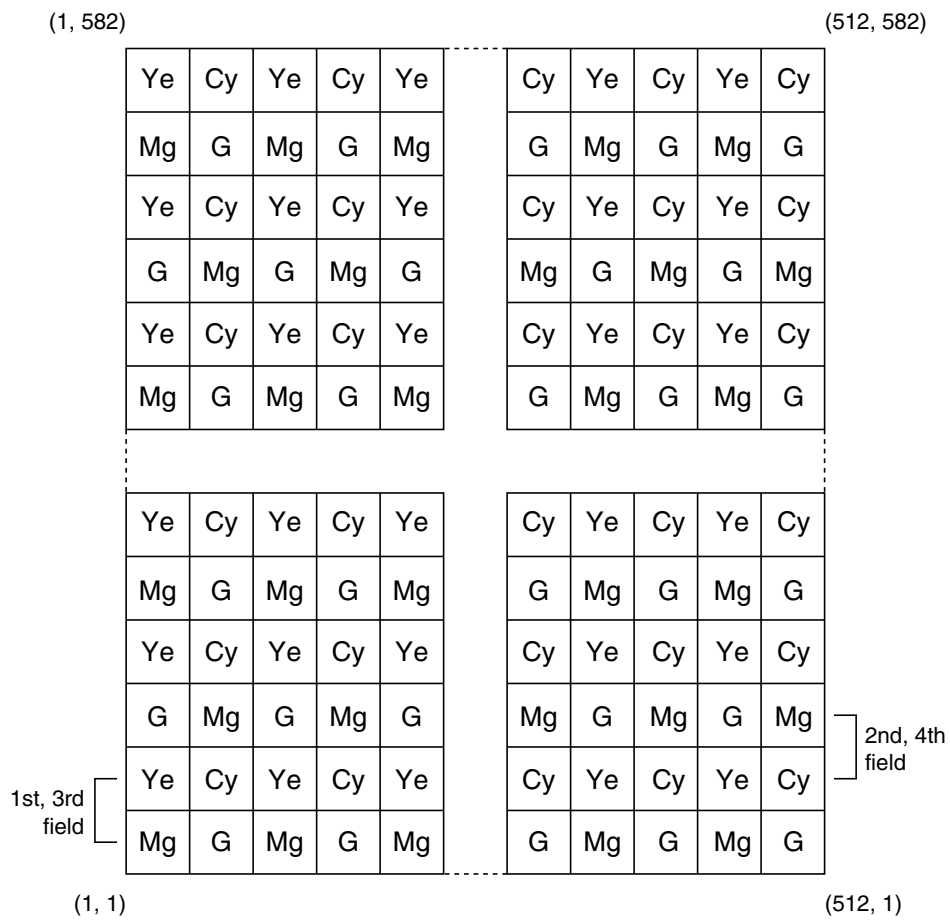 (1, 582) (512, 582)
Ye Cy Ye Cy Ye Cy Ye Cy Ye Cy
Mg G Mg G Mg G Mg G Mg G
Ye Cy Ye Cy Ye Cy Ye Cy Ye Cy
G Mg G Mg G Mg G Mg G Mg
Ye Cy Ye Cy Ye Cy Ye Cy Ye Cy
Mg G Mg G Mg G Mg G Mg G
Ye Cy Ye Cy Ye Cy Ye Cy Ye Cy
Mg G Mg G Mg G Mg G Mg G
Ye Cy Ye Cy Ye Cy Ye Cy Ye Cy
G Mg G Mg G Mg G Mg G Mg
2nd, 4th
field
Ye Cy Ye Cy Ye Cy Ye Cy Ye Cy
1st, 3rd
field
Mg G Mg G Mg G Mg G Mg G
(1, 1) (512, 1)